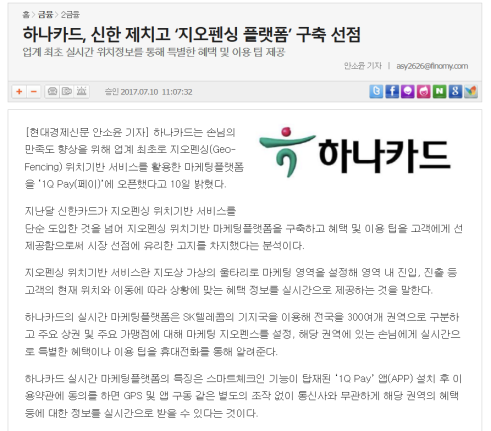 홈 > 금융 > 2금융
하나카드, 신한 제치고 '지오펜싱 플랫폼' 구축 선점
업계 최초 실시간 위치정보를 통해 특별한 혜택 및 이용 팁 제공
안소윤 기자 | asy2626@finomy.com
승인 2017.07.10 11:07:32
[현대경제신문 안소윤 기자] 하나카드는 손님의
만족도 향상을 위해 업계 최초로 지오펜싱(Geo-
Fencing) 위치기반 서비스를 활용한 마케팅플랫폼
을 '1Q Pay(페이)'에 오픈했다고 10일 밝혔다.
하나카드
지난달 신한카드가 지오펜싱 위치기반 서비스를
단순 도입한 것을 넘어 지오펜싱 위치기반 마케팅플랫폼을 구축하고 혜택 및 이용 팁을 고객에게 선
제공함으로써 시장 선점에 유리한 고지를 차지했다는 분석이다.
지오펜싱 위치기반 서비스란 지도상 가상의 울타리로 마케팅 영역을 설정해 영역 내 진입, 진출 등
고객의 현재 위치와 이동에 따라 상황에 맞는 혜택 정보를 실시간으로 제공하는 것을 말한다.
하나카드의 실시간 마케팅플랫폼은 SK텔레콤의 기지국을 이용해 전국을 300여개 권역으로 구분하
고 주요 상권 및 주요 가맹점에 대해 마케팅 지오펜스를 설정, 해당 권역에 있는 손님에게 실시간으
로 특별한 혜택이나 이용 팁을 휴대전화를 통해 알려준다.
하나카드 실시간 마케팅플랫폼의 특징은 스마트체크인 기능이 탑재된 '1Q Pay' 앱(APP) 설치 후 이
용약관에 동의를 하면 GPS 및 앱 구동 같은 별도의 조작 없이 통신사와 무관하게 해당 권역의 혜택
등에 대한 정보를 실시간으로 받을 수 있다는 것이다.